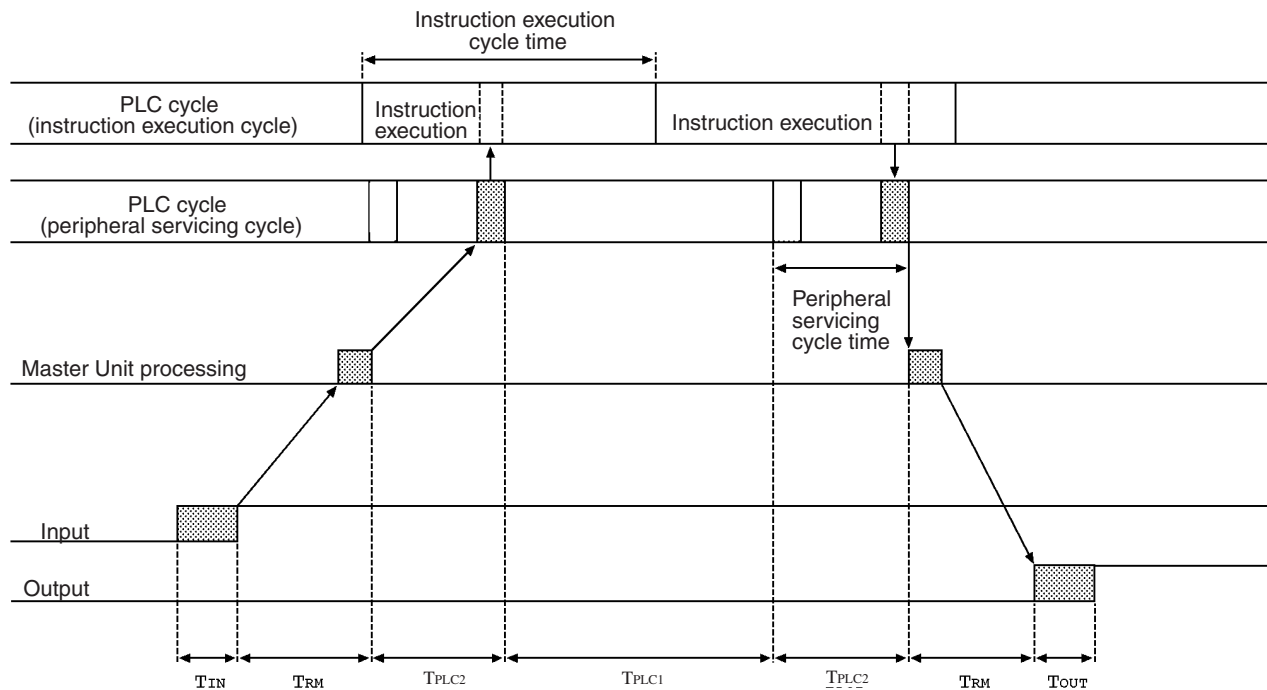 Instruction execution
cycle time
PLC cycle
(instruction execution cycle)
Instruction
execution
Instruction execution
PLC cycle
(peripheral servicing cycle)
Peripheral
servicing
cycle time
Master Unit processing
Input
Output
TIN TRM TPLC2 TPLC1 TPLC2 TRM TOUT